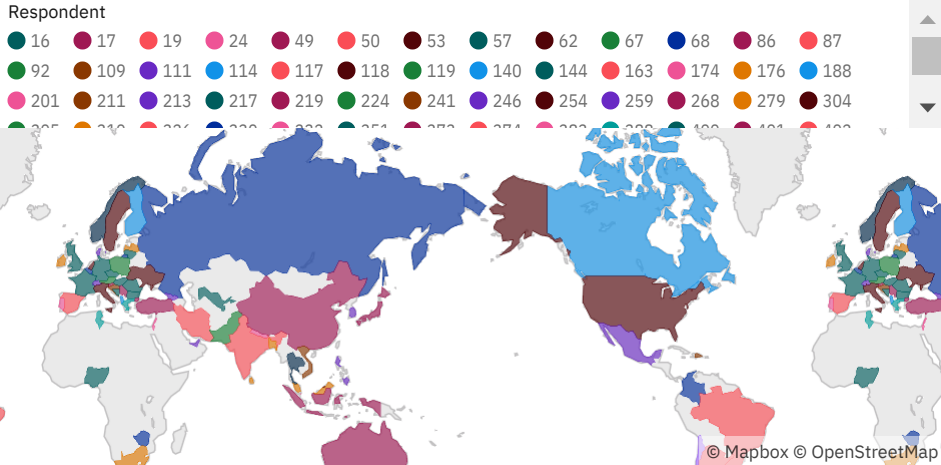 Respondent
16 17 19 24 49 50 53 57 62 67 68 86 87
92 109 111 114 117 118 119 140 144 163 174 176 188
201 211 213 217 219 224 241 246 254 259 268 279 304
© Mapbox © OpenStreetMap